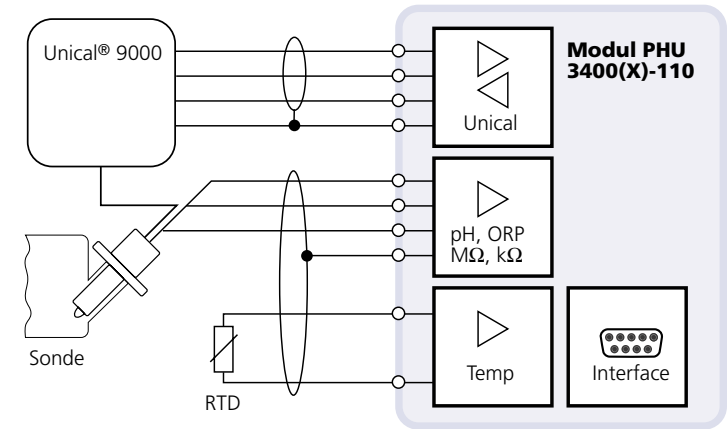 Unical® 9000
Modul PHU
3400(X)-110
Unical
pH, ORP
MΩ, kΩ
Sonde
RTD
Temp
Interface